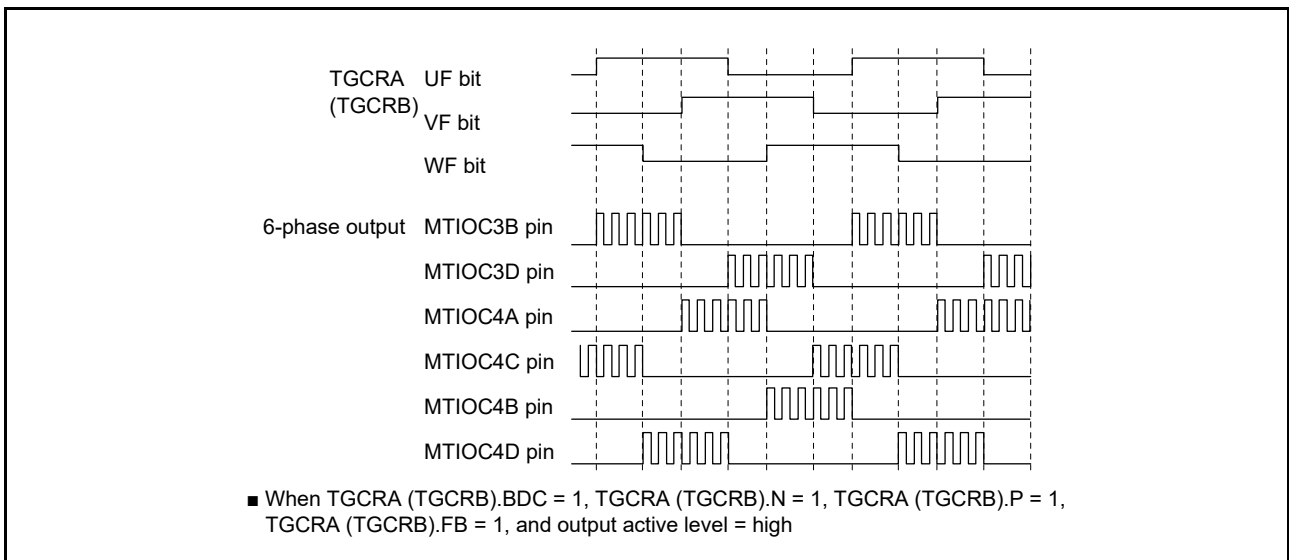 TGCRA UF bit
(TGCRB)
VF bit
WF bit
6-phase output MTIOC3B pin
MTIOC3D pin
MTIOC4A pin
MTIOC4C pin
MTIOC4B pin
MTIOC4D pin
■ When TGCRA (TGCRB).BDC = 1, TGCRA (TGCRB).N = 1, TGCRA (TGCRB).P = 1,
TGCRA (TGCRB).FB = 1, and output active level = high